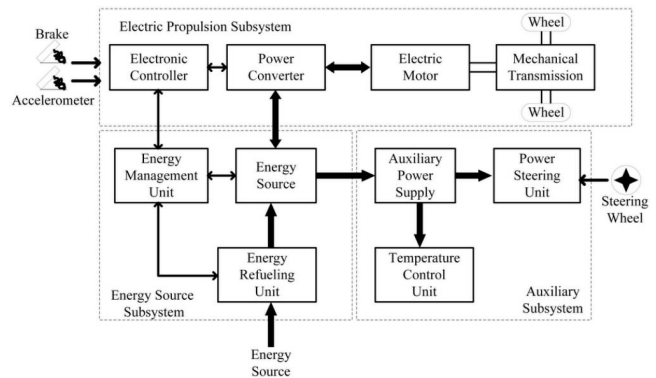 Electric Propulsion Subsystem
Brake
Accelerometer
Electronic
Controller
Power
Converter
Electric
Motor
Mechanical
Transmission
Wheel
Wheel
Energy
Management
Unit
Energy
Source
Auxiliary
Power
Supply
Power
Steering
Unit
Steering
Wheel
Energy
Refueling
Unit
Temperature
Control
Unit
Energy Source
Subsystem
Auxiliary
Subsystem
Energy
Source